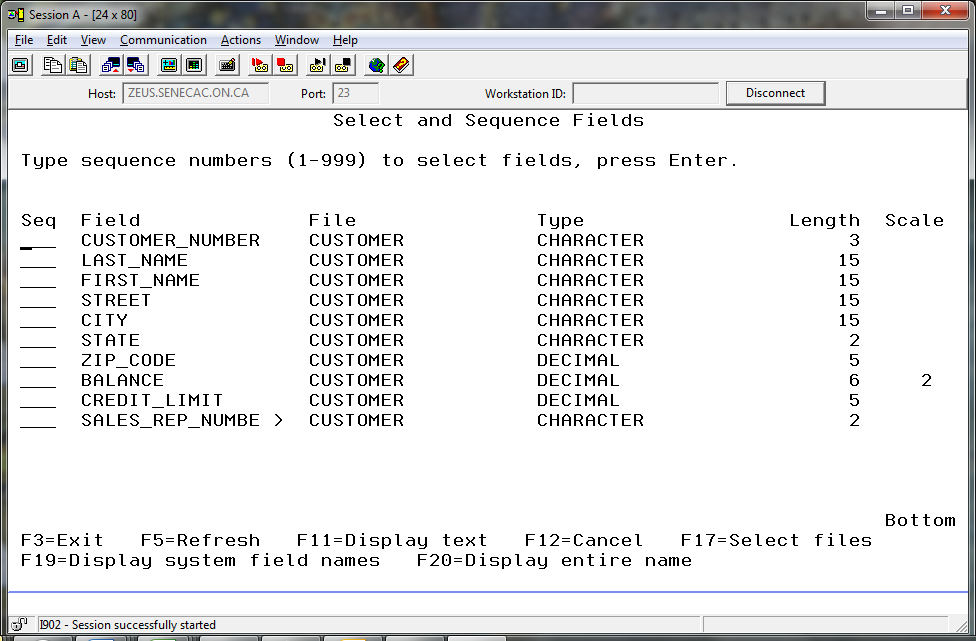 Session A - [24 x 80]
File Edit View Communication Actions Window Help
Host: ZEUS.SENECAC.ON.CA Port: 23 Workstation ID: Disconnect
Select and Sequence Fields
Type sequence numbers (1-999) to select fields, press Enter.
Seq Field File Type Length Scale
___ CUSTOMER_NUMBER CUSTOMER CHARACTER 3
___ LAST_NAME CUSTOMER CHARACTER 15
___ FIRST_NAME CUSTOMER CHARACTER 15
___ STREET CUSTOMER CHARACTER 15
___ CITY CUSTOMER CHARACTER 15
___ STATE CUSTOMER CHARACTER 2
___ ZIP_CODE CUSTOMER DECIMAL 5
___ BALANCE CUSTOMER DECIMAL 6 2
___ CREDIT_LIMIT CUSTOMER DECIMAL 5
___ SALES_REP_NUMBE > CUSTOMER CHARACTER 2
Bottom
F3=Exit F5=Refresh F11=Display text F12=Cancel F17=Select files
F19=Display system field names F20=Display entire name
I902 - Session successfully started